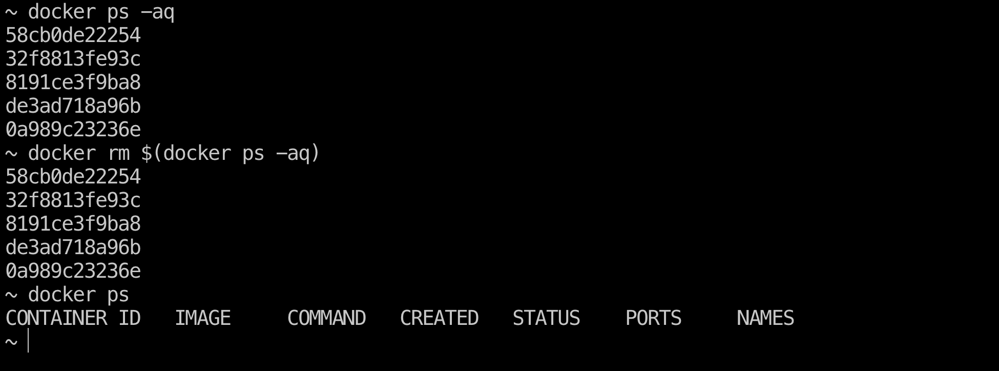 ~ docker ps -aq
58cb0de22254
32f8813fe93c
8191ce3f9ba8
de3ad718a96b
0a989c23236e
~ docker rm $(docker ps -aq)
58cb0de22254
32f8813fe93c
8191ce3f9ba8
de3ad718a96b
0a989c23236e
~ docker ps
CONTAINER ID   IMAGE     COMMAND   CREATED   STATUS    PORTS     NAMES
~